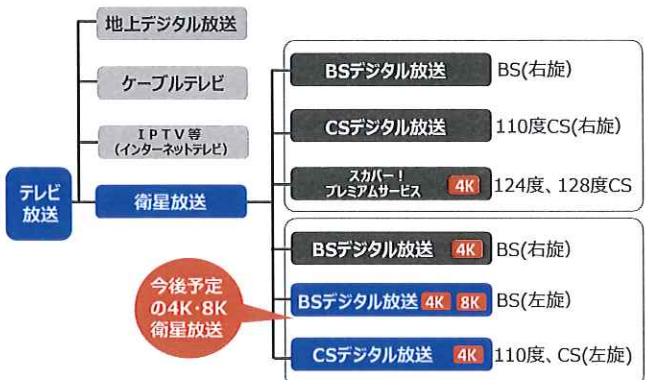 地上デジタル放送
ケーブルテレビ
IPTV等
(インターネットテレビ)
テレビ
放送
衛星放送
BSデジタル放送 BS(右旋)
CSデジタル放送 110度CS(右旋)
スカパー!
プレミアムサービス 4K 124度、128度CS
BSデジタル放送 4K BS(右旋)
BSデジタル放送 4K 8K BS(左旋)
CSデジタル放送 4K 110度、CS(左旋)
今後予定
の4K・8K
衛星放送